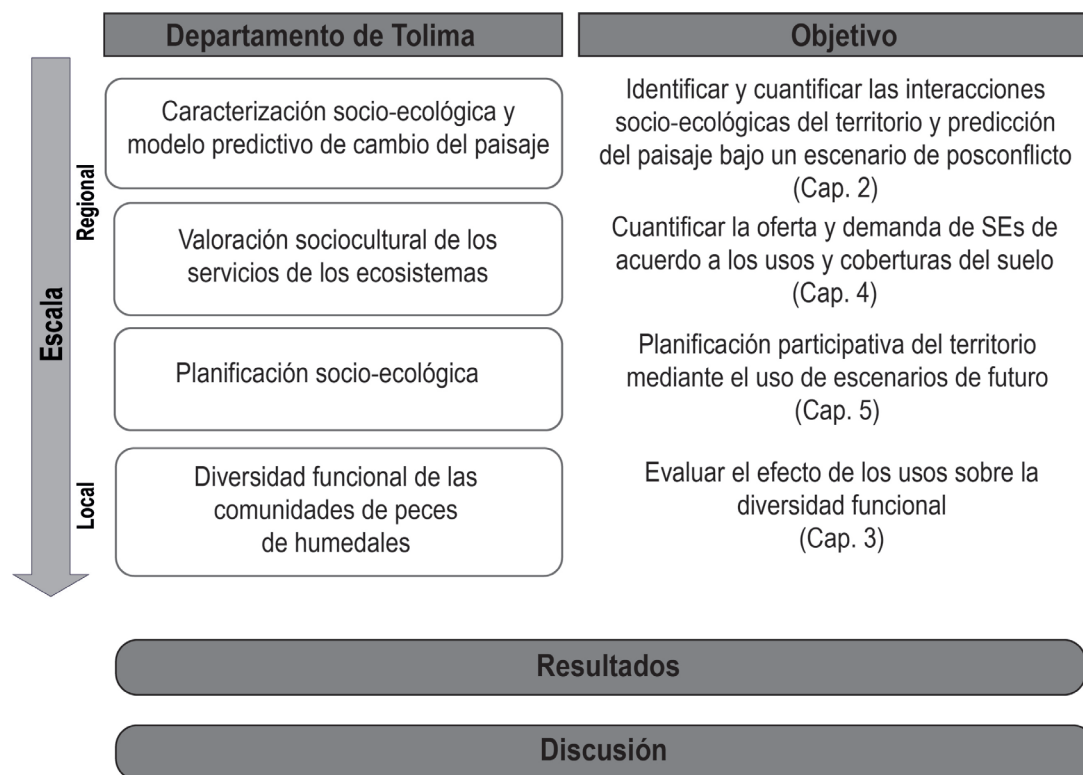 Departamento de Tolima
Objetivo
Escala
Regional
Local
Caracterización socio-ecológica y
modelo predictivo de cambio del paisaje
Identificar y cuantificar las interacciones
socio-ecológicas del territorio y predicción
del paisaje bajo un escenario de posconflicto
(Cap. 2)
Valoración sociocultural de los
servicios de los ecosistemas
Cuantificar la oferta y demanda de SEs de
acuerdo a los usos y coberturas del suelo
(Cap. 4)
Planificación socio-ecológica
Planificación participativa del territorio
mediante el uso de escenarios de futuro
(Cap. 5)
Diversidad funcional de las
comunidades de peces
de humedales
Evaluar el efecto de los usos sobre la
diversidad funcional
(Cap. 3)
Resultados
Discusión